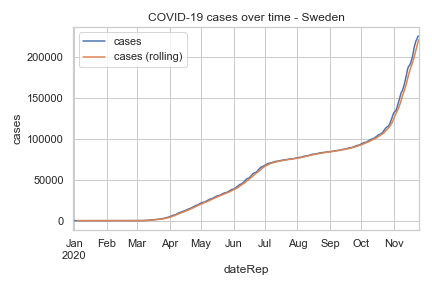 COVID-19 cases over time - Sweden
cases
cases (rolling)
200000
150000
100000
50000
0
cases
Jan Feb Mar Apr May Jun Jul Aug Sep Oct Nov
2020
dateRep